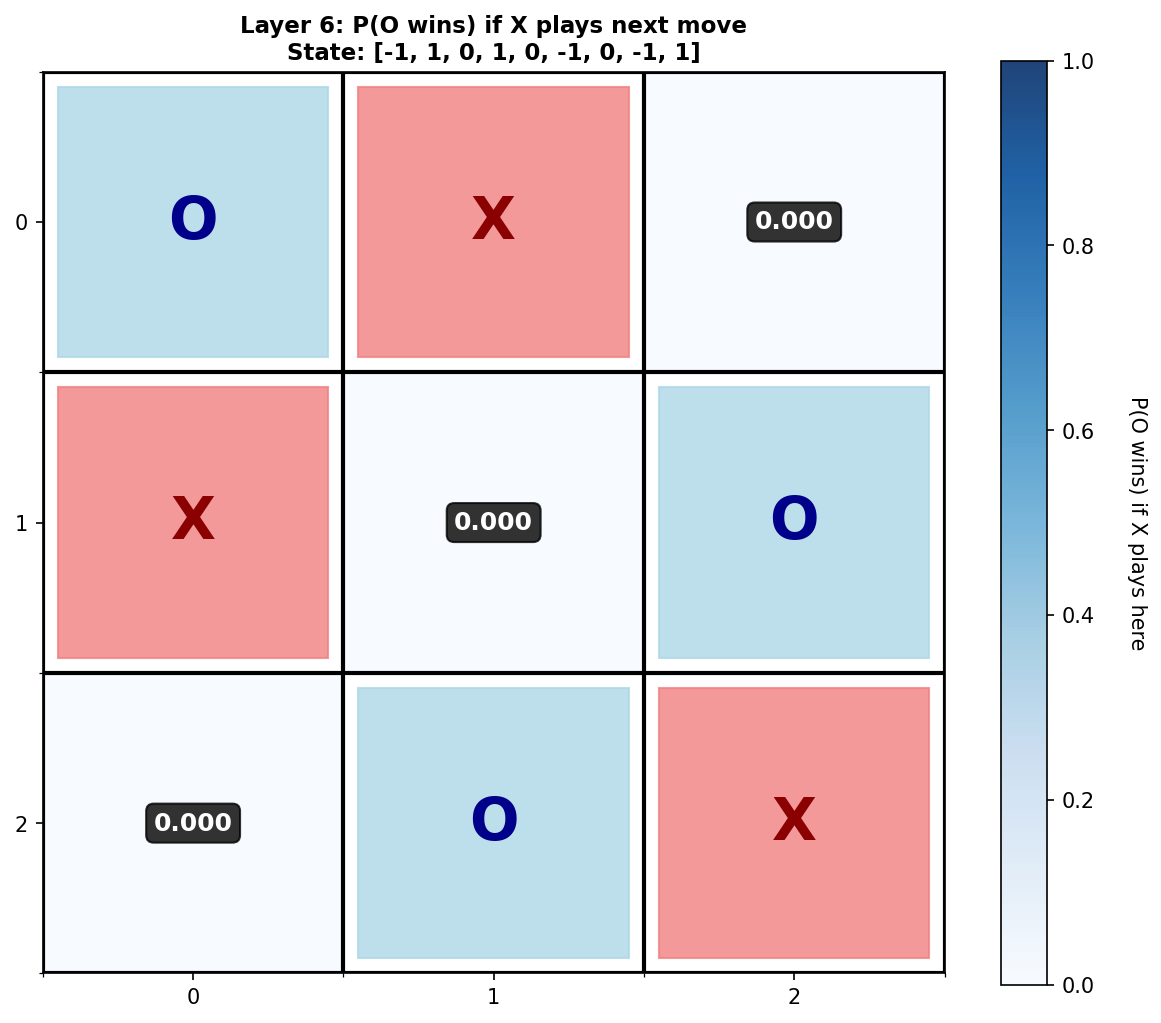 Layer 6: P(O wins) if X plays next move
State: [-1, 1, 0, 1, 0, -1, 0, -1, 1]
0
O
X
0.000
1
X
0.000
O
2
0.000
O
X
0
1
2
1.0
0.8
0.6
0.4
0.2
0.0
P(O wins) if X plays here